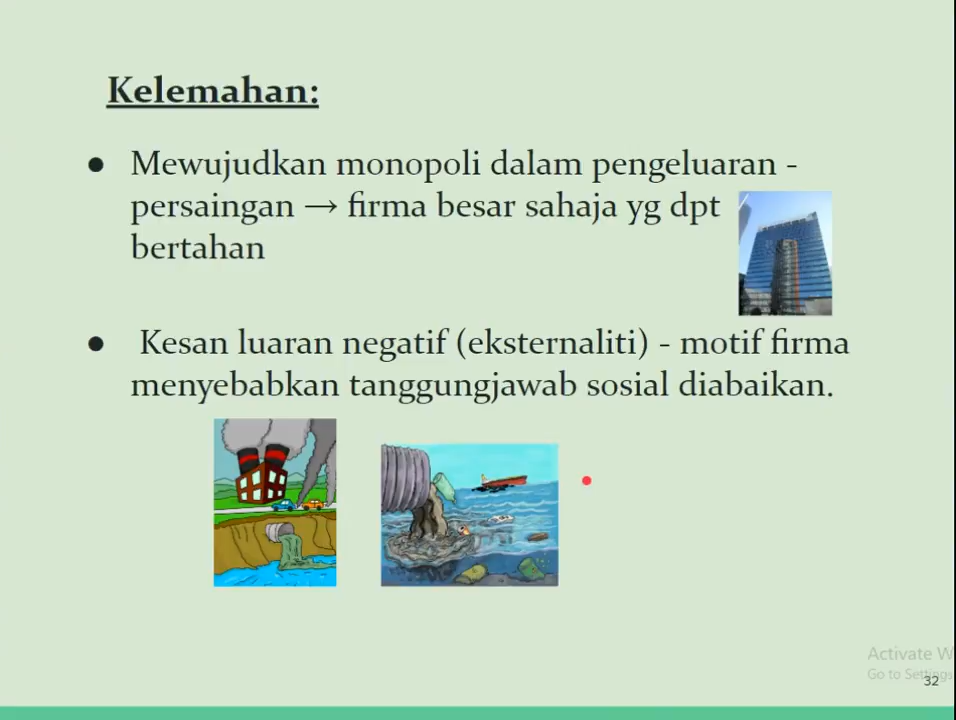 Kelemahan:
● Mewujudkan monopoli dalam pengeluaran -
persaingan → firma besar sahaja yg dpt
bertahan
● Kesan luaran negatif (eksternaliti) - motif firma
menyebabkan tanggungjawab sosial diabaikan.
Activate W
Go to Settings
32